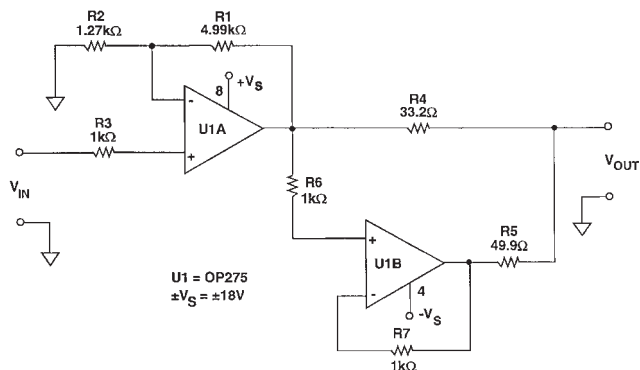 R2
1.27kΩ
R1
4.99kΩ
8
+VS
-
U1A
+
R3
1kΩ
R4
33.2Ω
VIN
VOUT
R6
1kΩ
+
U1B
-
4
-VS
R5
49.9Ω
U1 = OP275
±VS = ±18V
R7
1kΩ